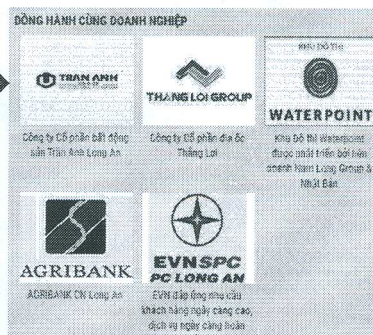 ĐỒNG HÀNH CÙNG DOANH NGHIỆP
TRAN ANH
THANG LOI GROUP
KHU ĐÔ THỊ
WATERPOINT
Công ty Cổ phần bất động
sản Trần Anh Long An
Công ty Cổ phần địa ốc
Thắng Lợi
Khu Đô thị Waterpoint
được phát triển bởi liên
doanh Nam Long Group &
Nhật Bản
AGRIBANK
EVNSPC
PC LONG AN
AGRIBANK CN Long An
EVN đáp ứng nhu cầu
khách hàng ngày càng cao,
dịch vụ ngày càng hoàn